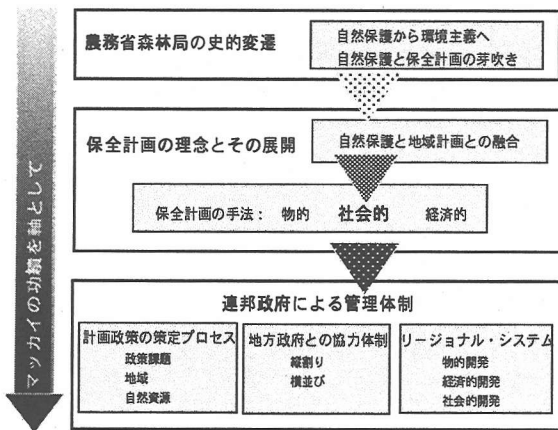 農務省森林局の史的変遷
自然保護から環境主義へ
自然保護と保全計画の芽吹き
保全計画の理念とその展開
自然保護と地域計画との融合
保全計画の手法： 物的 社会的 経済的
連邦政府による管理体制
計画政策の策定プロセス
政策課題
地域
自然資源
地方政府との協力体制
縦割り
横並び
リージョナル・システム
物的開発
経済的開発
社会的開発
マッカイの功績を軸として